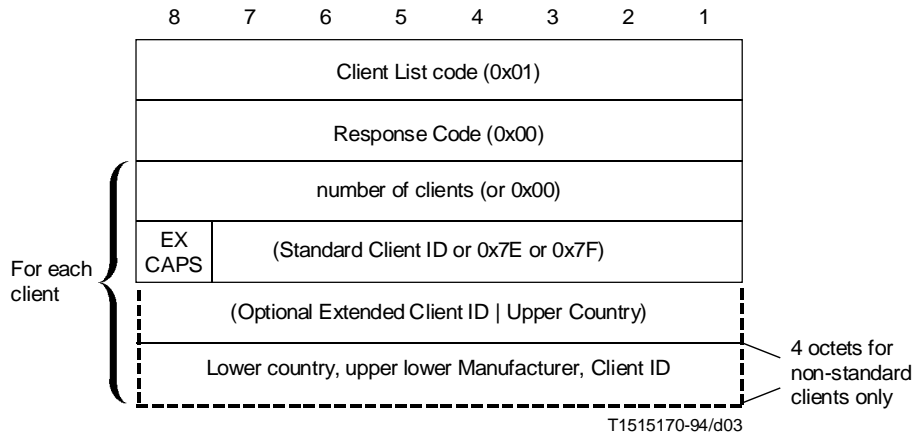 8 7 6 5 4 3 2 1
Client List code (0x01)
Response Code (0x00)
number of clients (or 0x00)
EX
CAPS
(Standard Client ID or 0x7E or 0x7F)
For each
client
(Optional Extended Client ID | Upper Country)
Lower country, upper lower Manufacturer, Client ID
4 octets for
non-standard
clients only
T1515170-94/d03